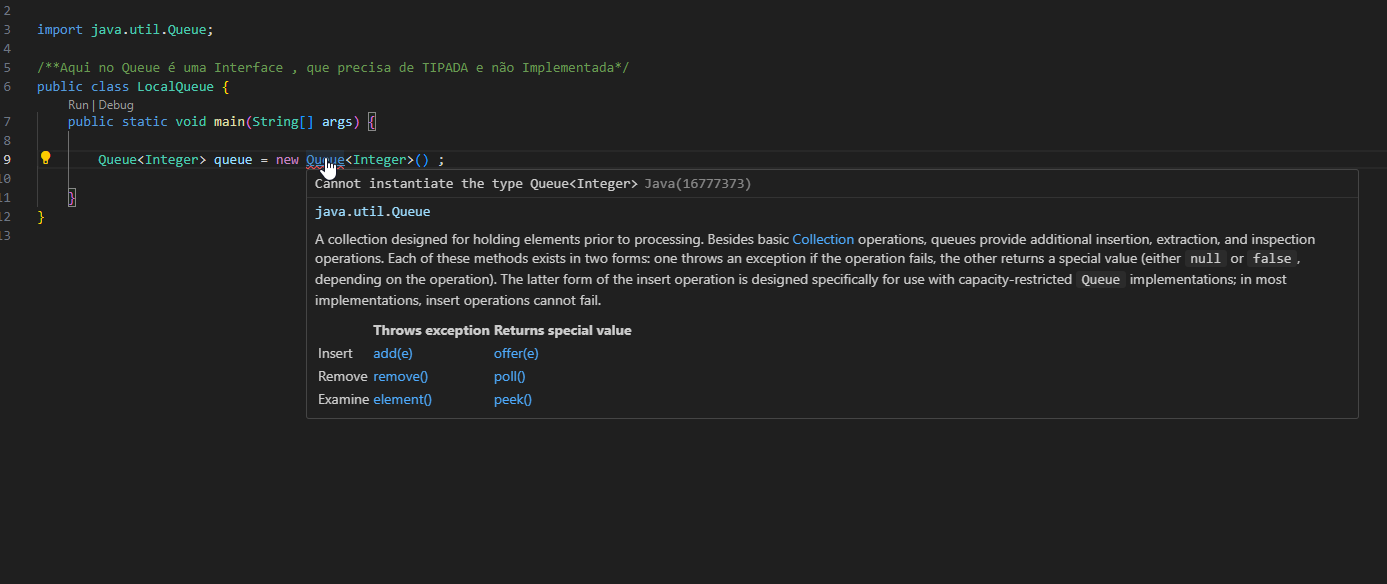 2
3 import java.util.Queue;
4
5 /**Aqui no Queue é uma Interface , que precisa de TIPADA e não Implementada*/
6 public class LocalQueue {
Run | Debug
7 public static void main(String[] args) {
8
9 Queue<Integer> queue = new Queue<Integer>() ;
10
Cannot instantiate the type Queue<Integer> Java(16777373)
11 }
java.util.Queue
12 }
13
A collection designed for holding elements prior to processing. Besides basic Collection operations, queues provide additional insertion, extraction, and inspection
operations. Each of these methods exists in two forms: one throws an exception if the operation fails, the other returns a special value (either null or false,
depending on the operation). The latter form of the insert operation is designed specifically for use with capacity-restricted Queue implementations; in most
implementations, insert operations cannot fail.
Throws exception Returns special value
Insert add(e) offer(e)
Remove remove() poll()
Examine element() peek()